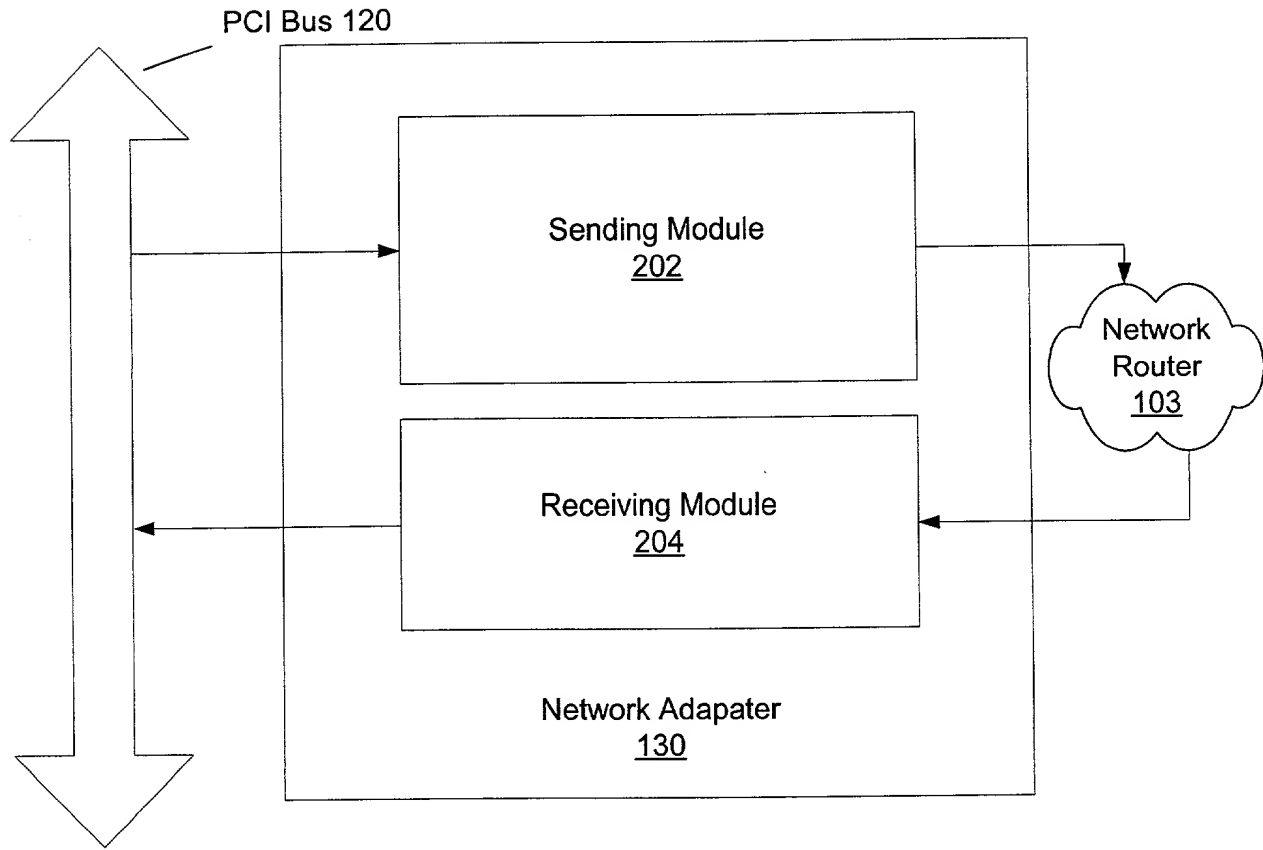 PCI Bus 120
Sending Module
202
Network
Router
103
Receiving Module
204
Network Adapater
130